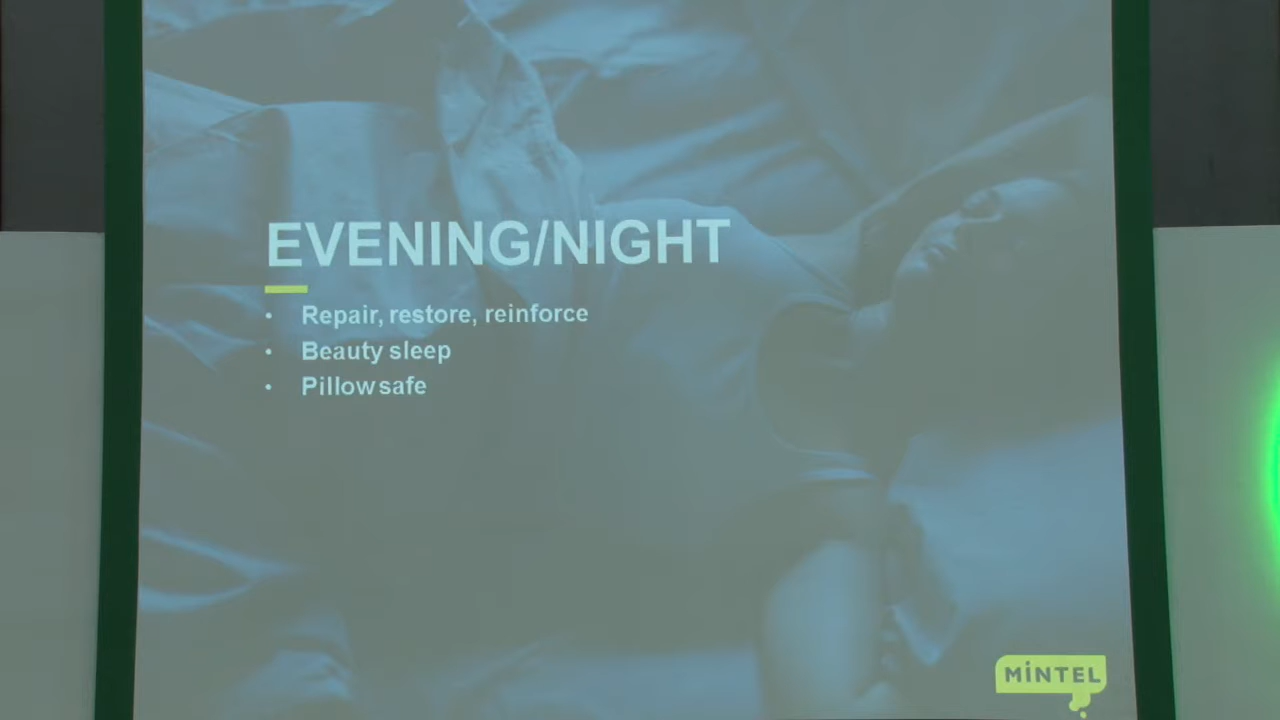 EVENING/NIGHT
• Repair, restore, reinforce
• Beauty sleep
• Pillow safe
MiNTEL